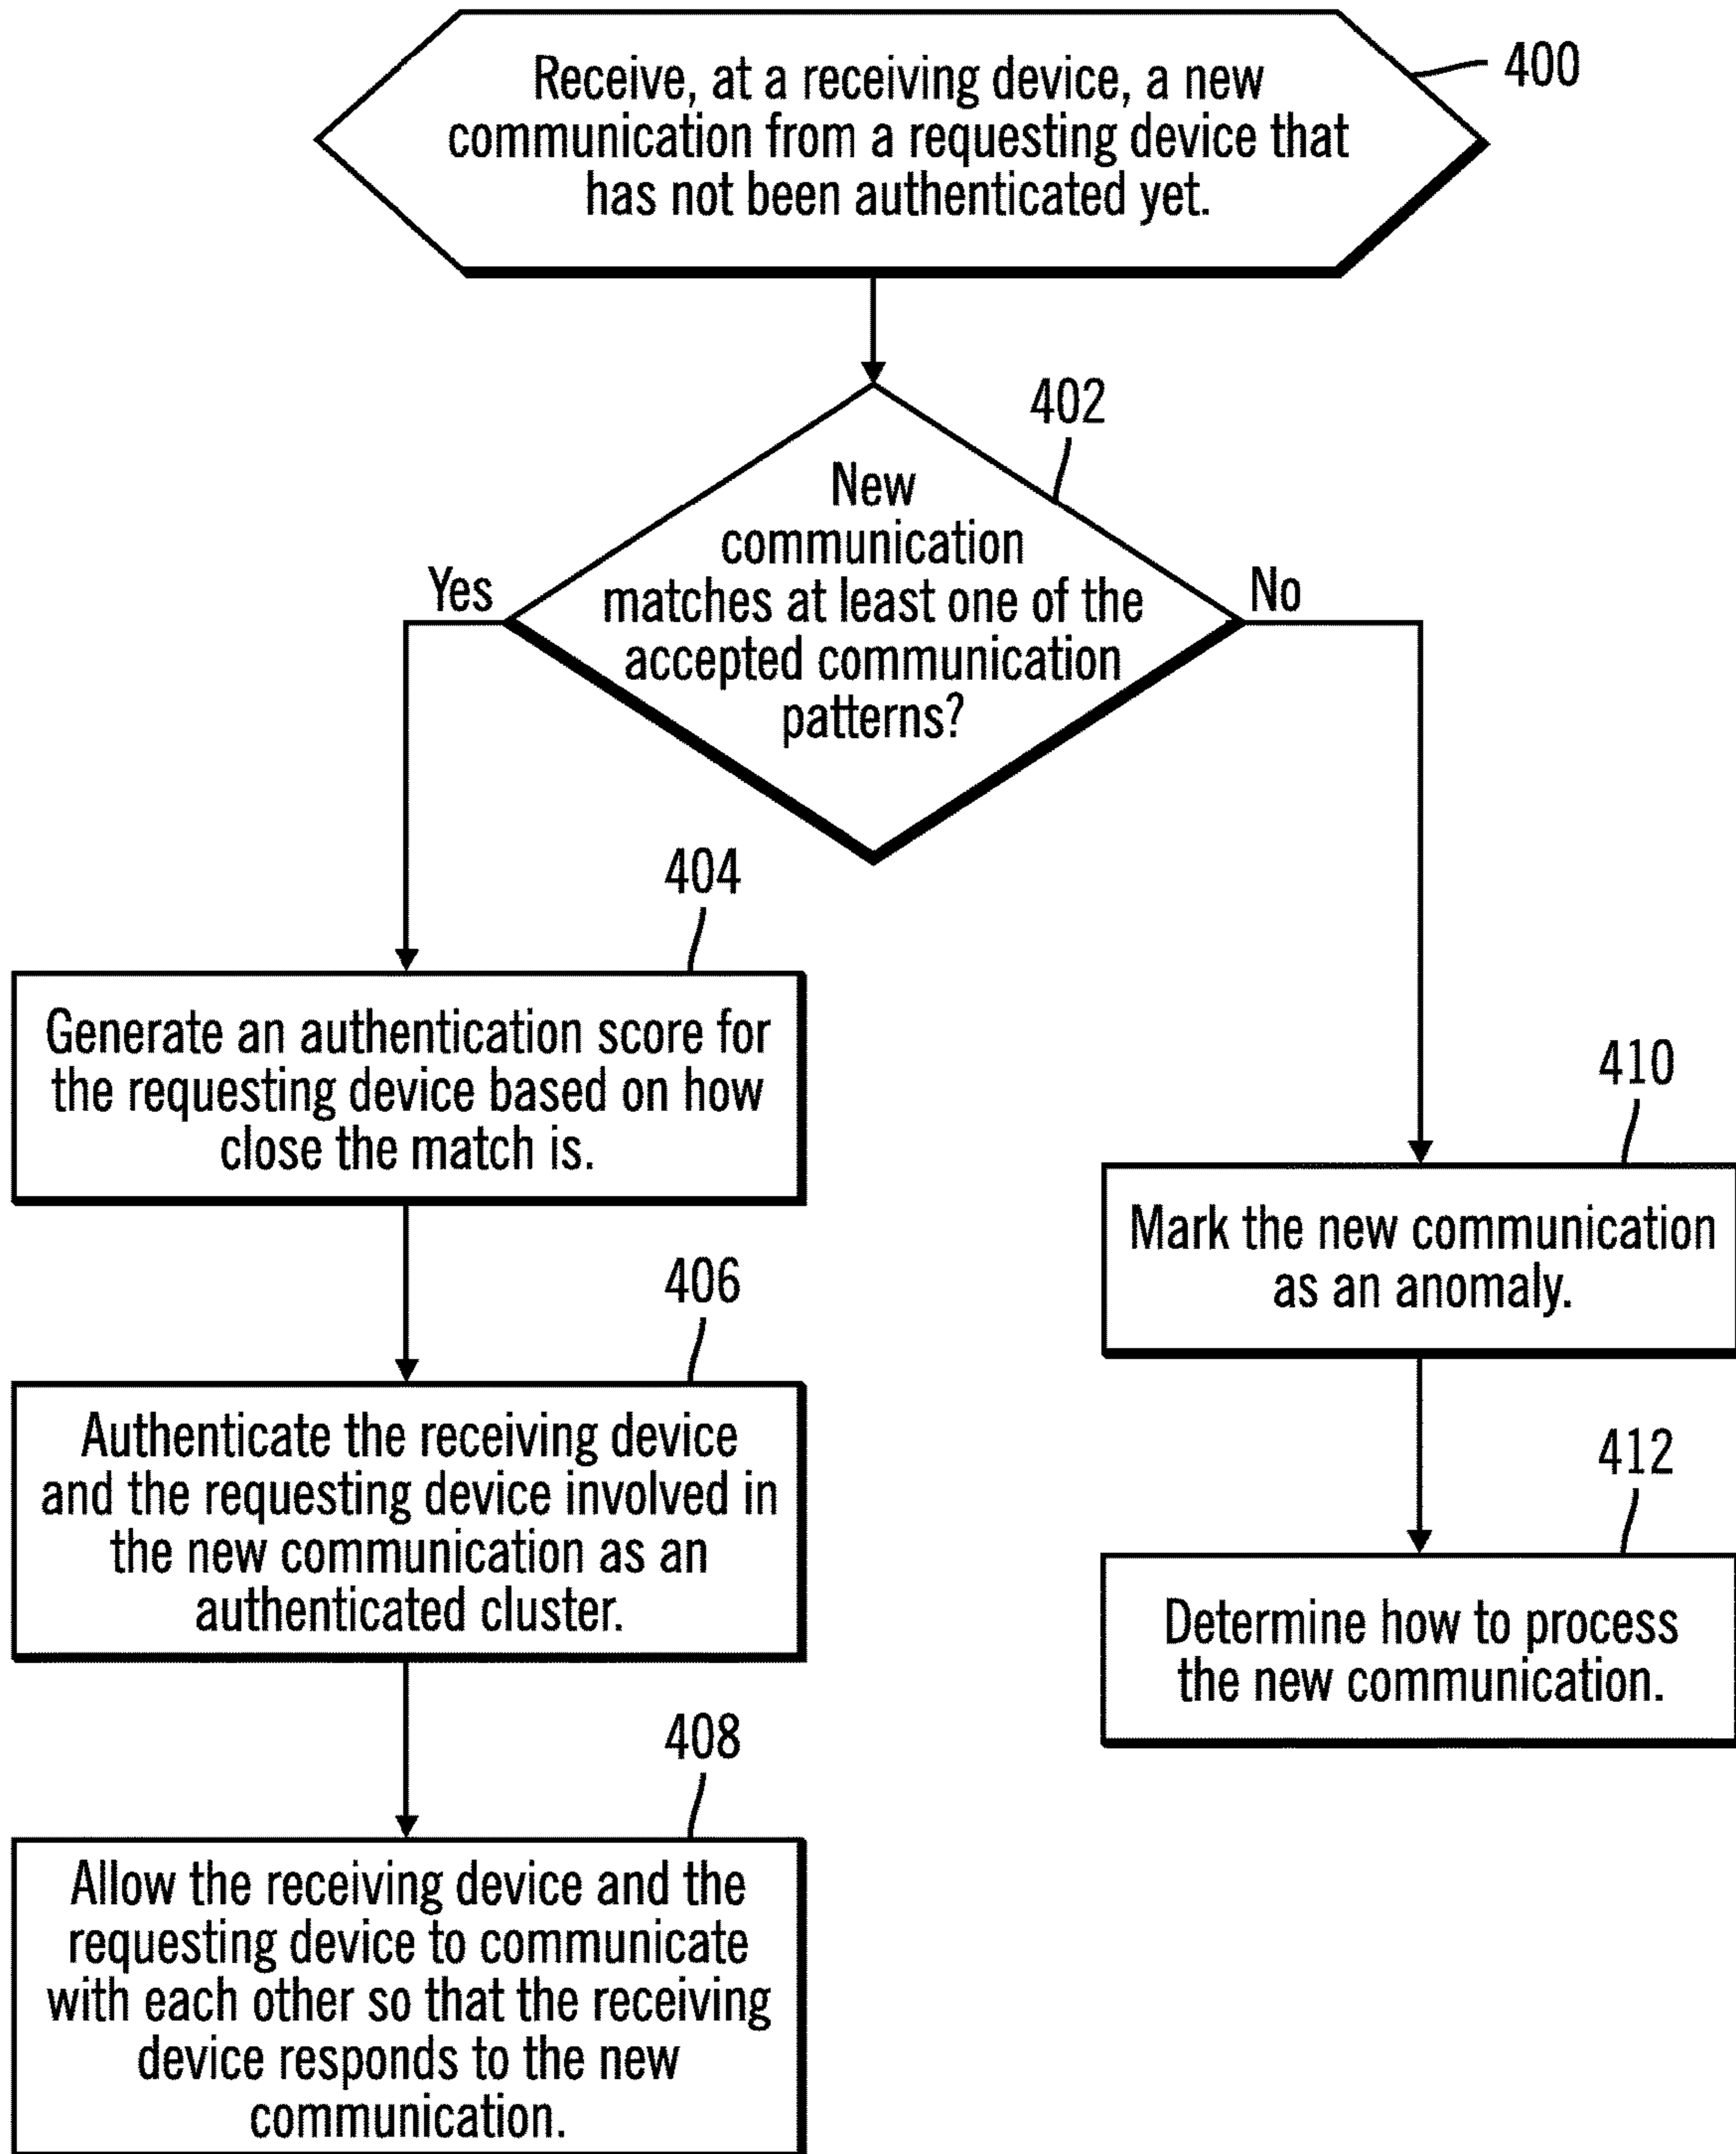 Receive, at a receiving device, a new
communication from a requesting device that
has not been authenticated yet.
400
402
New
communication
matches at least one of the
accepted communication
patterns?
Yes
No
404
Generate an authentication score for
the requesting device based on how
close the match is.
406
Authenticate the receiving device
and the requesting device involved in
the new communication as an
authenticated cluster.
408
Allow the receiving device and the
requesting device to communicate
with each other so that the receiving
device responds to the new
communication.
410
Mark the new communication
as an anomaly.
412
Determine how to process
the new communication.